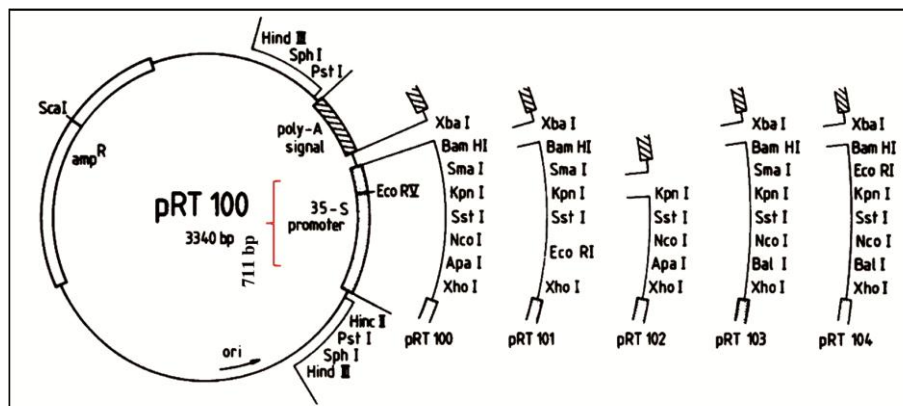 Hind III
Sph I
Pst I
Sca I
amp R
poly-A
signal
Eco RV
35-S
promoter
pRT 100
3340 bp
711 bp
ori
Hinc II
Pst I
Sph I
Hind III
Xba I
Bam HI
Sma I
Kpn I
Sst I
Nco I
Apa I
Xho I
pRT 100
Xba I
Bam HI
Sma I
Kpn I
Sst I
Eco RI
Xho I
pRT 101
Kpn I
Sst I
Nco I
Apa I
Xho I
pRT 102
Xba I
Bam HI
Sma I
Kpn I
Sst I
Nco I
Bal I
Xho I
pRT 103
Xba I
Bam HI
Eco RI
Kpn I
Sst I
Nco I
Bal I
Xho I
pRT 104